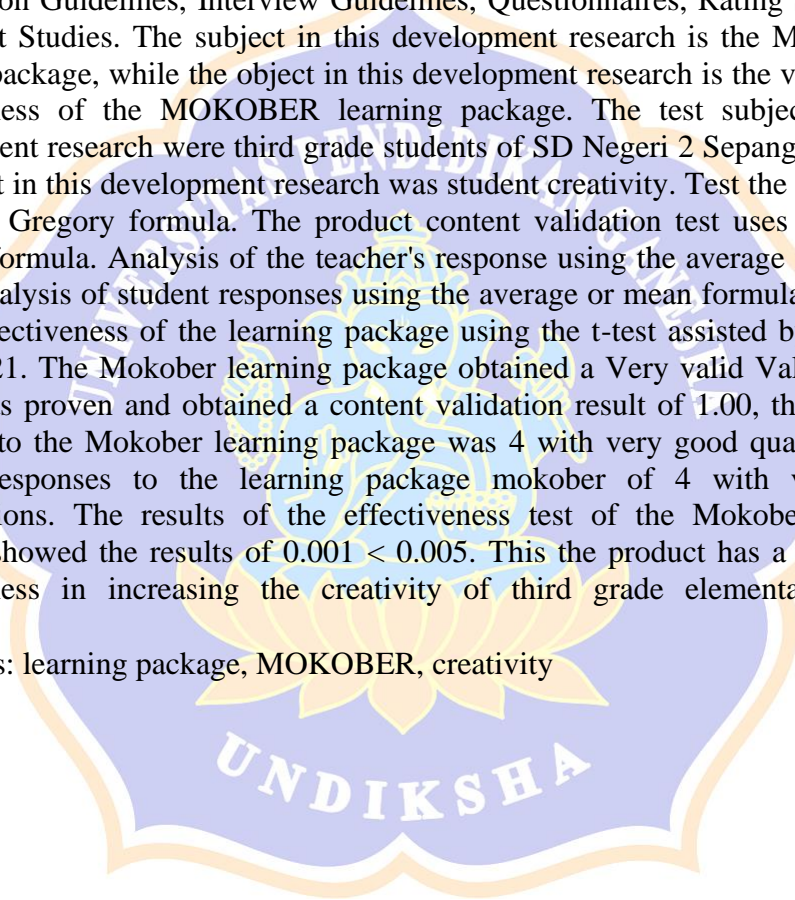 on Guidelines, Interview Guidelines, Questionnaires, Rating
t Studies. The subject in this development research is the M
package, while the object in this development research is the v
ness of the MOKOBER learning package. The test subjec
ent research were third grade students of SD Negeri 2 Sepang
t in this development research was student creativity. Test the
Gregory formula. The product content validation test uses
formula. Analysis of the teacher's response using the average
nalysis of student responses using the average or mean formula
fectiveness of the learning package using the t-test assisted b
21. The Mokober learning package obtained a Very valid Val
s proven and obtained a content validation result of 1.00, th
to the Mokober learning package was 4 with very good qua
esponses to the learning package mokober of 4 with v
ions. The results of the effectiveness test of the Mokobe
showed the results of 0.001 < 0.005. This the product has a
ness in increasing the creativity of third grade elementa
s: learning package, MOKOBER, creativity
UNIVERSITAS PENDIDIKAN GANESHA
UNDIKSHA